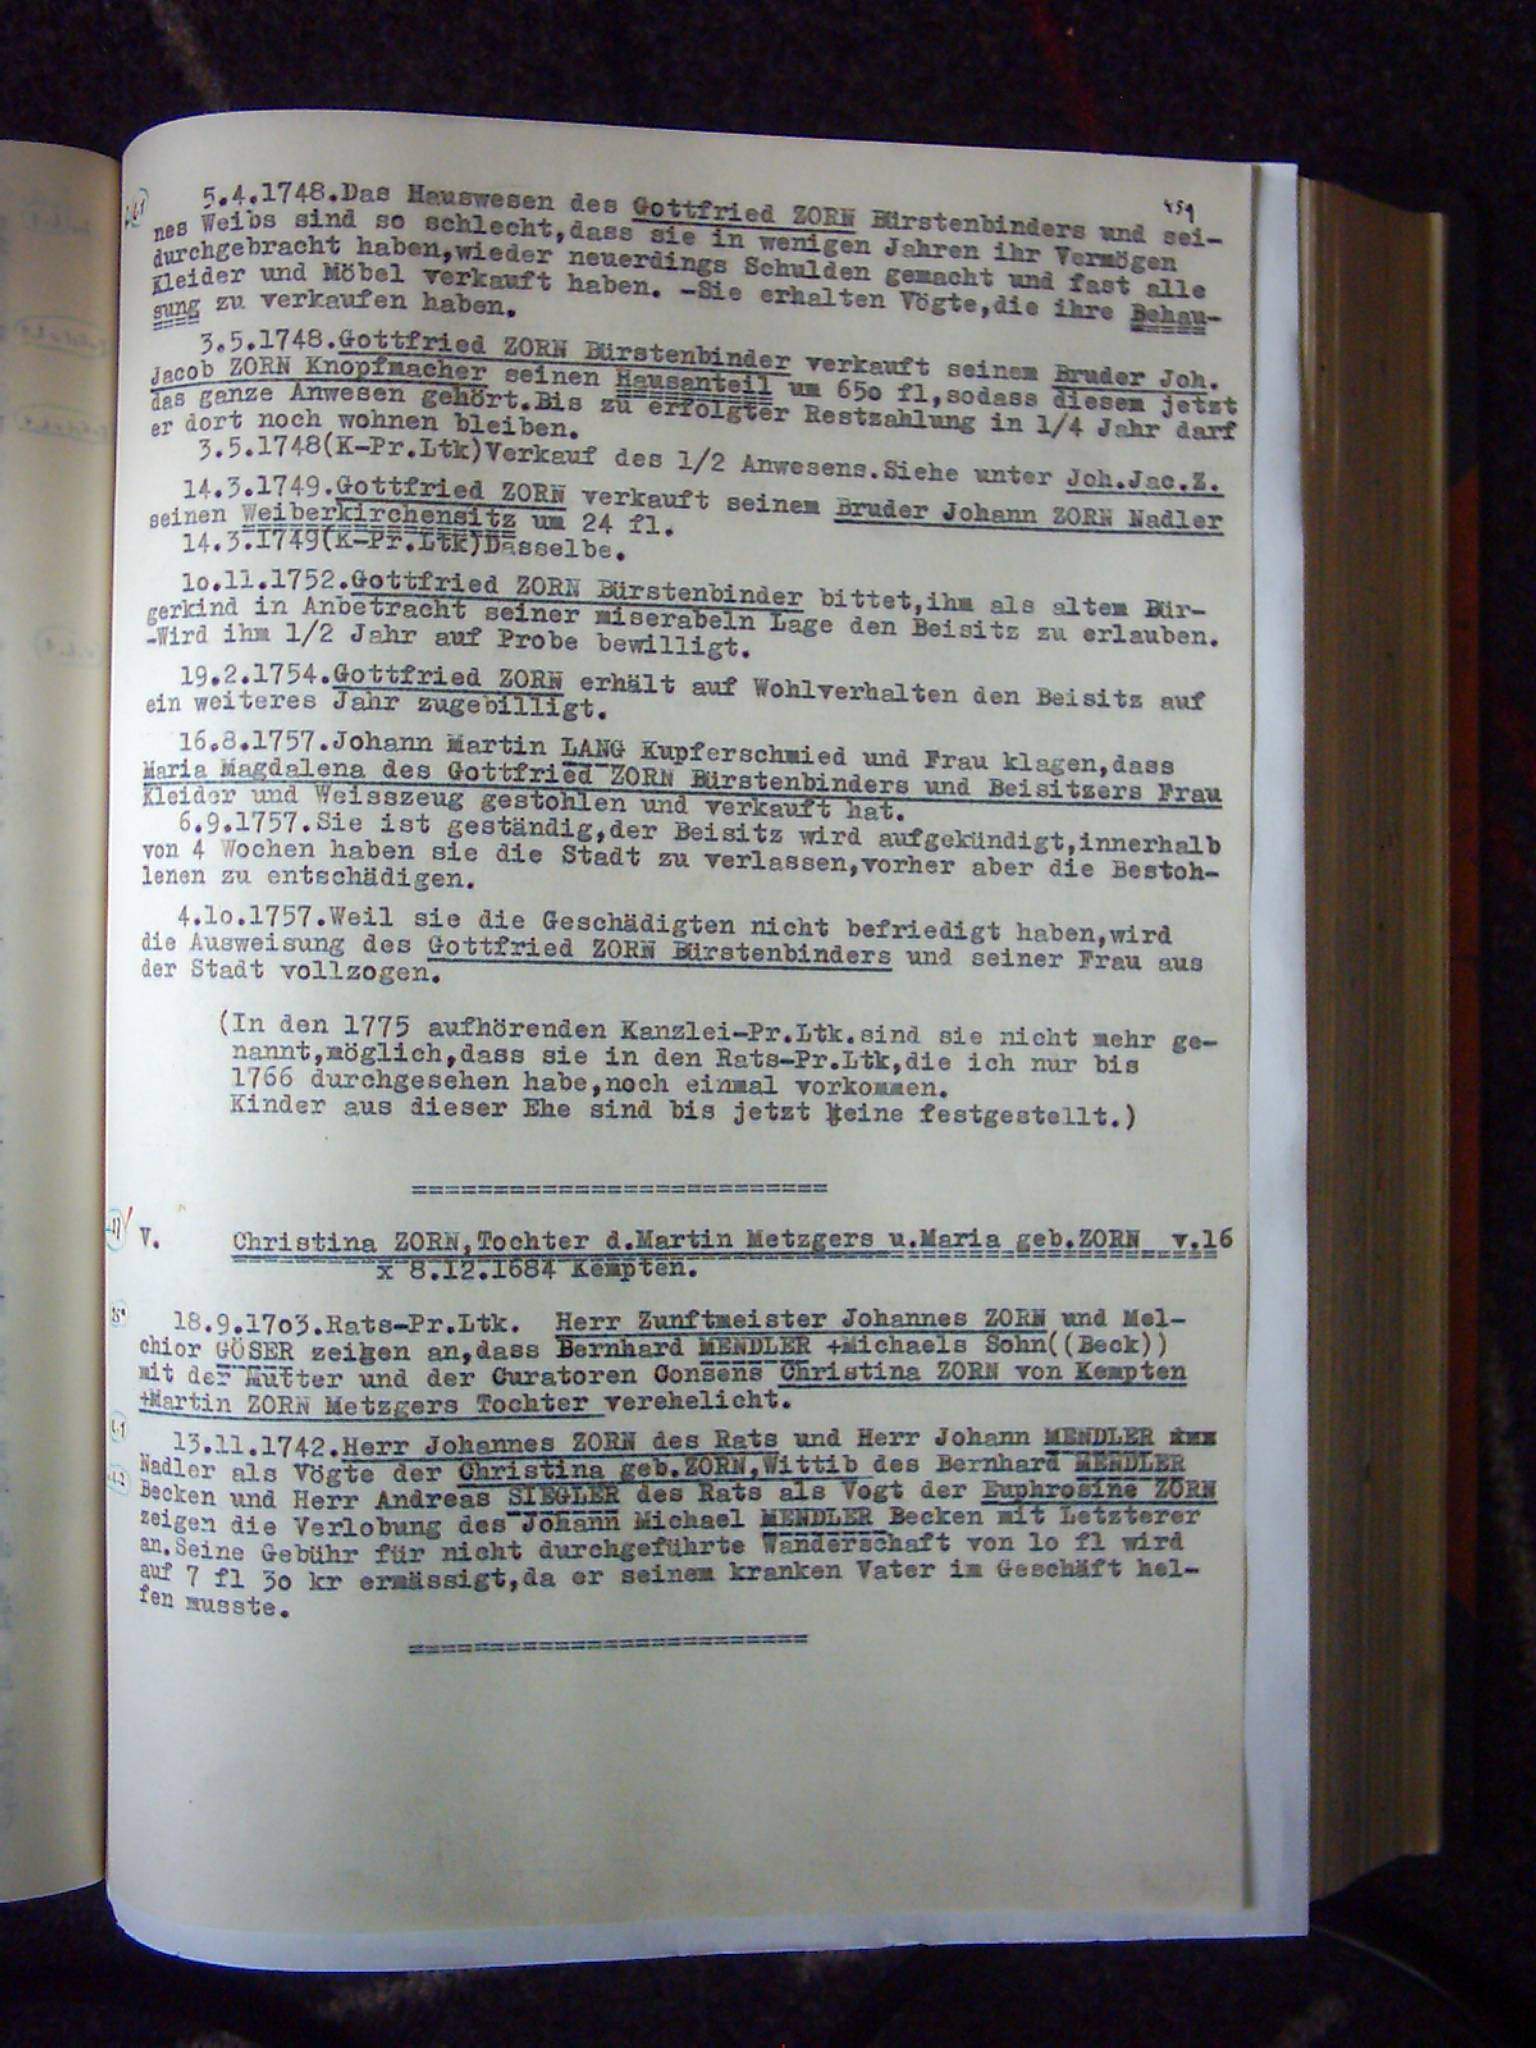 459
5.4.1748.Das Hauswesen des Gottfried ZORN Bürstenbinders und sei-
nes Weibs sind so schlecht,dass sie in wenigen Jahren ihr Vermögen
durchgebracht haben,wieder neuerdings Schulden gemacht und fast alle
Kleider und Möbel verkauft haben. -Sie erhalten Vögte,die ihre Behau-
sung zu verkaufen haben.
3.5.1748.Gottfried ZORN Bürstenbinder verkauft seinem Bruder Joh.
Jacob ZORN Knopfmacher seinen Hausanteil um 65o fl,sodass diesem jetzt
das ganze Anwesen gehört.Bis zu erfolgter Restzahlung in 1/4 Jahr darf
er dort noch wohnen bleiben.
3.5.1748(K-Pr.Ltk)Verkauf des 1/2 Anwesens.Siehe unter Joh.Jac.Z.
14.3.1749.Gottfried ZORN verkauft seinem Bruder Johann ZORN Nadler
seinen Weiberkirchensitz um 24 fl.
14.3.1749(K-Pr.Ltk)Dasselbe.
1o.11.1752.Gottfried ZORN Bürstenbinder bittet,ihm als altem Bür-
gerkind in Anbetracht seiner miserabeln Lage den Beisitz zu erlauben.
-Wird ihm 1/2 Jahr auf Probe bewilligt.
19.2.1754.Gottfried ZORN erhält auf Wohlverhalten den Beisitz auf
ein weiteres Jahr zugebilligt.
16.8.1757.Johann Martin LANG Kupferschmied und Frau klagen,dass
Maria Magdalena des Gottfried ZORN Bürstenbinders und Beisitzers Frau
Kleider und Weisszeug gestohlen und verkauft hat.
6.9.1757.Sie ist geständig,der Beisitz wird aufgekündigt,innerhalb
von 4 Wochen haben sie die Stadt zu verlassen,vorher aber die Bestoh-
lenen zu entschädigen.
4.1o.1757.Weil sie die Geschädigten nicht befriedigt haben,wird
die Ausweisung des Gottfried ZORN Bürstenbinders und seiner Frau aus
der Stadt vollzogen.
(In den 1775 aufhörenden Kanzlei-Pr.Ltk.sind sie nicht mehr ge-
nannt,möglich,dass sie in den Rats-Pr.Ltk,die ich nur bis
1766 durchgesehen habe,noch einmal vorkommen.
Kinder aus dieser Ehe sind bis jetzt keine festgestellt.)
==========================
V. Christina ZORN,Tochter d.Martin Metzgers u.Maria geb.ZORN v.16
x 8.12.1684 Kempten.
18.9.17o3.Rats-Pr.Ltk. Herr Zunftmeister Johannes ZORN und Mel-
chior GÖSER zeigen an,dass Bernhard MENDLER +Michaels Sohn((Beck))
mit der Mutter und der Curatoren Consens Christina ZORN von Kempten
+Martin ZORN Metzgers Tochter verehelicht.
13.11.1742.Herr Johannes ZORN des Rats und Herr Johann MENDLER
Nadler als Vögte der Christina geb.ZORN,Wittib des Bernhard MENDLER
Becken und Herr Andreas SIEGLER des Rats als Vogt der Euphrosine ZORN
zeigen die Verlobung des Johann Michael MENDLER Becken mit Letzterer
an.Seine Gebühr für nicht durchgeführte Wanderschaft von 1o fl wird
auf 7 fl 3o kr ermässigt,da er seinem kranken Vater im Geschäft hel-
fen musste.
=========================